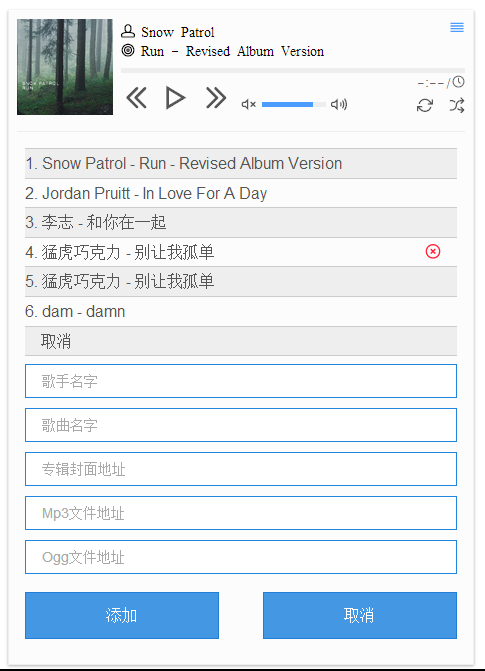 Snow Patrol
Run - Revised Album Version
SNOW PATROL
RUN
-:--/
1. Snow Patrol - Run - Revised Album Version
2. Jordan Pruitt - In Love For A Day
3. 李志 - 和你在一起
4. 猛虎巧克力 - 别让我孤单
5. 猛虎巧克力 - 别让我孤单
6. dam - damn
取消
歌手名字
歌曲名字
专辑封面地址
Mp3文件地址
Ogg文件地址
添加
取消